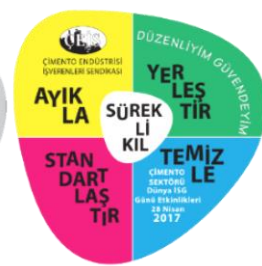 ÇİMENTO ENDÜSTRİSİ
İŞVERENLERİ SENDİKASI
DÜZENLİYİM GÜVENDEYİM
AYIK
LA
YER
LEŞ
TİR
SÜREK
Lİ
KIL
STAN
DART
LAŞ
TIR
TEMİZ
LE
ÇİMENTO
SEKTÖRÜ
Dünya İSG
Günü Etkinlikleri
28 Nisan
2017